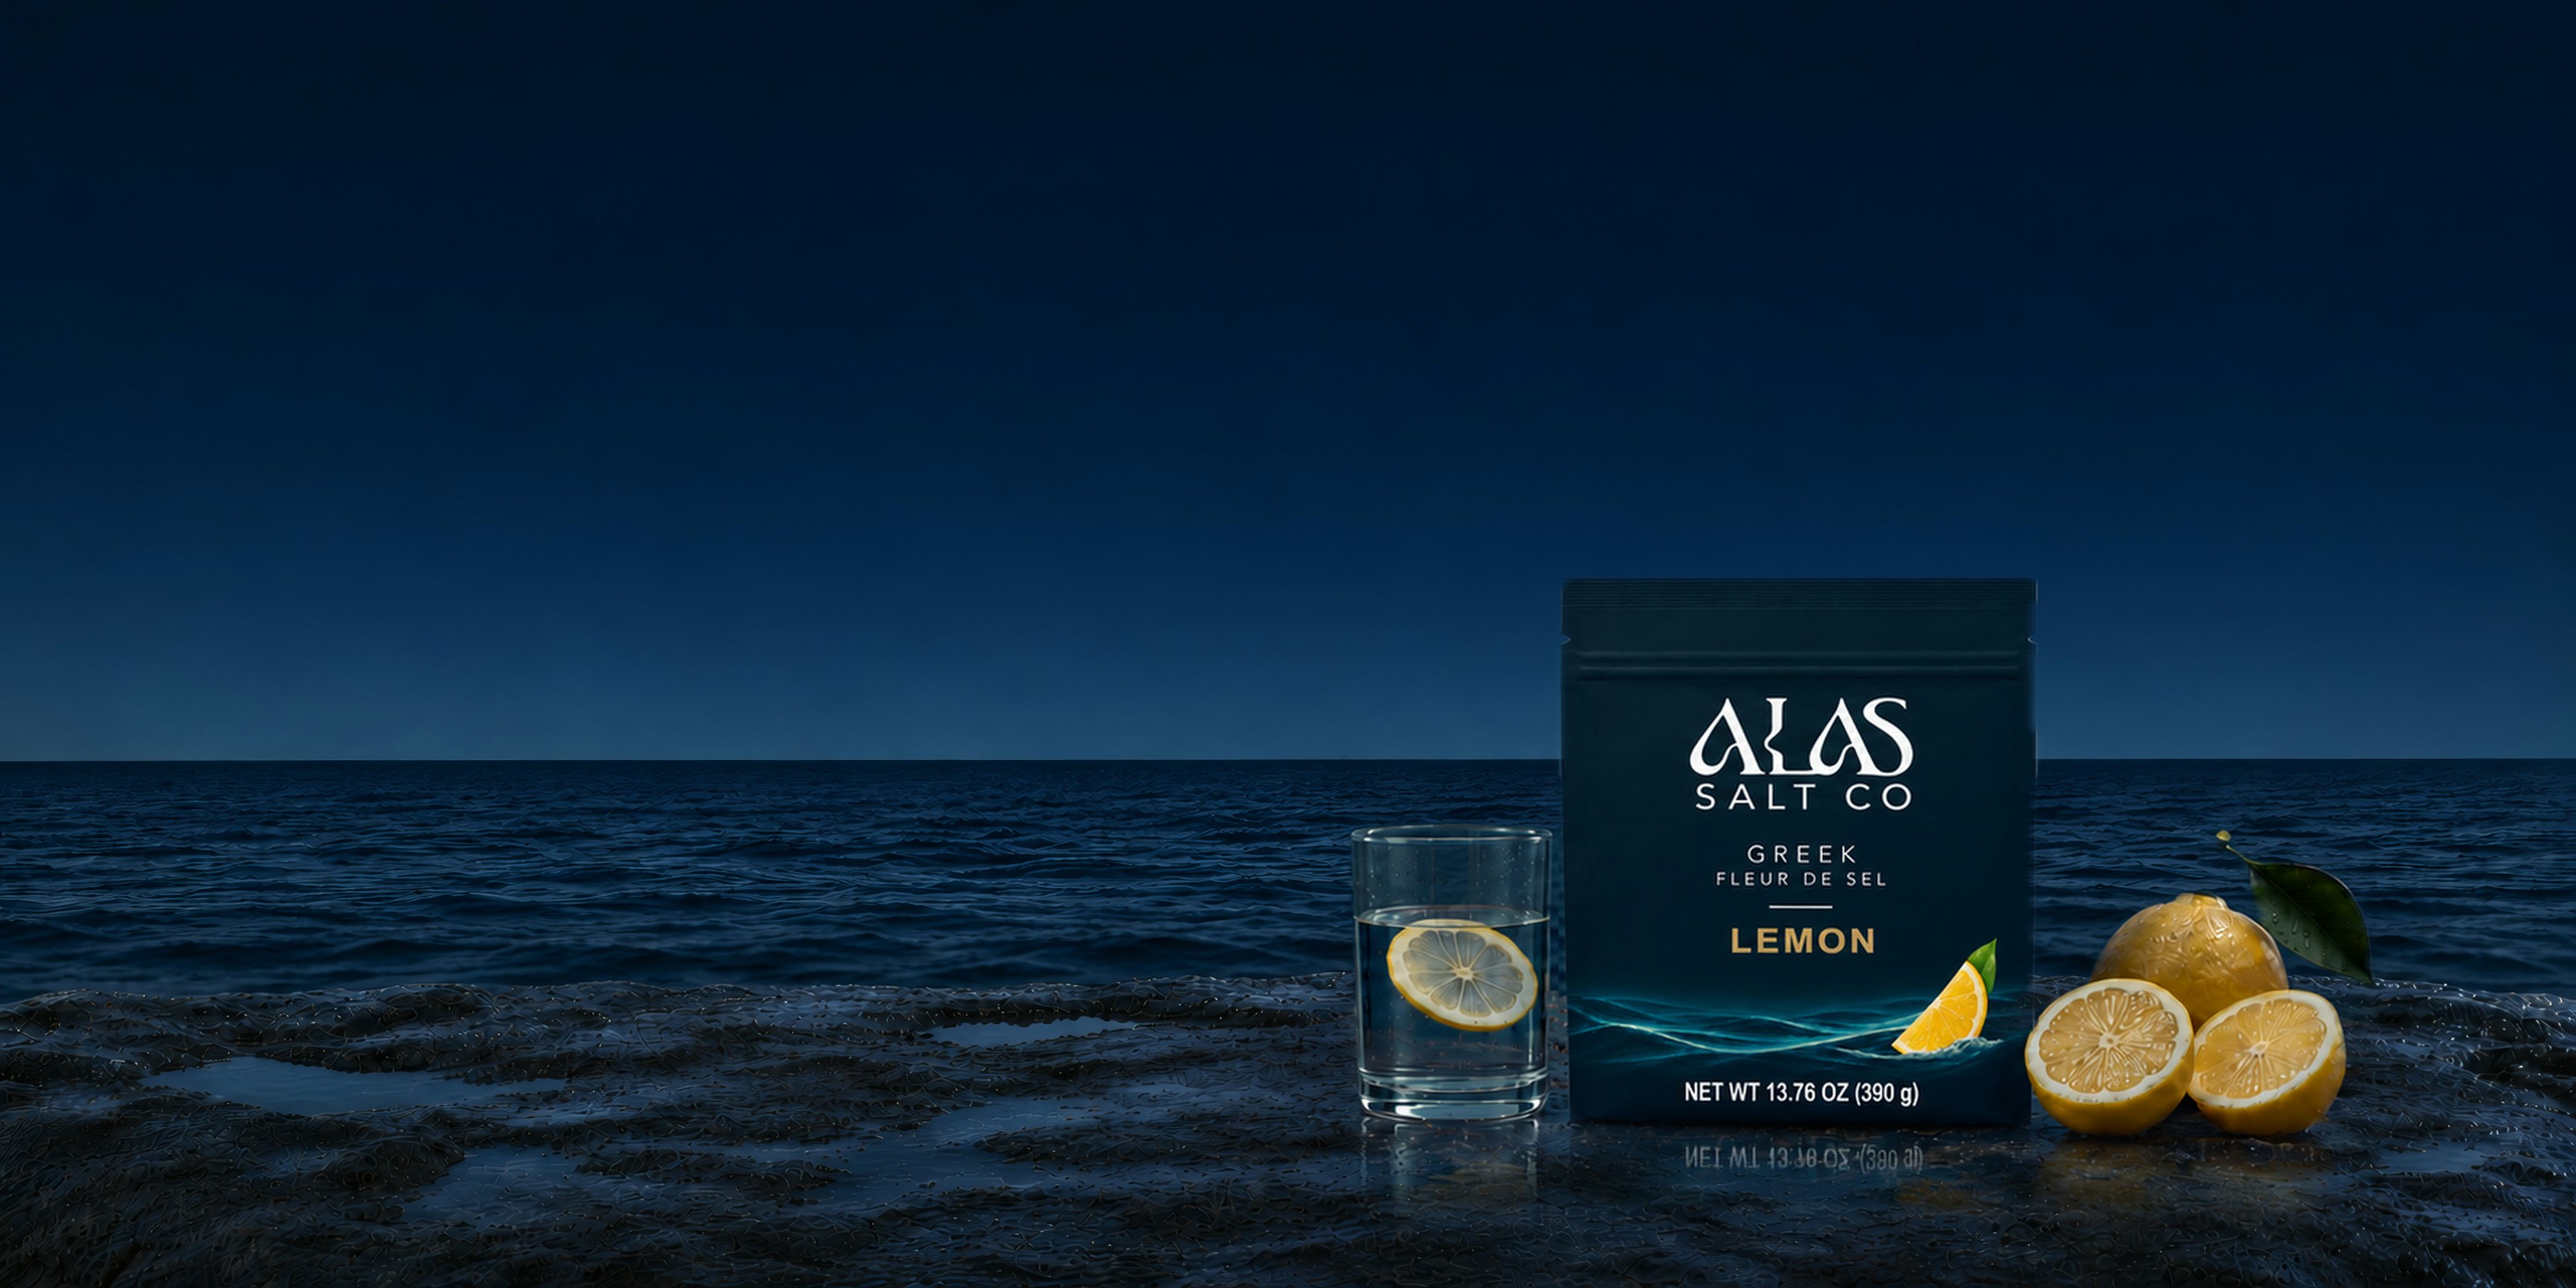 ALAS
SALT CO
GREEK
FLEUR DE SEL
LEMON
NET WT 13.76 OZ (390 g)